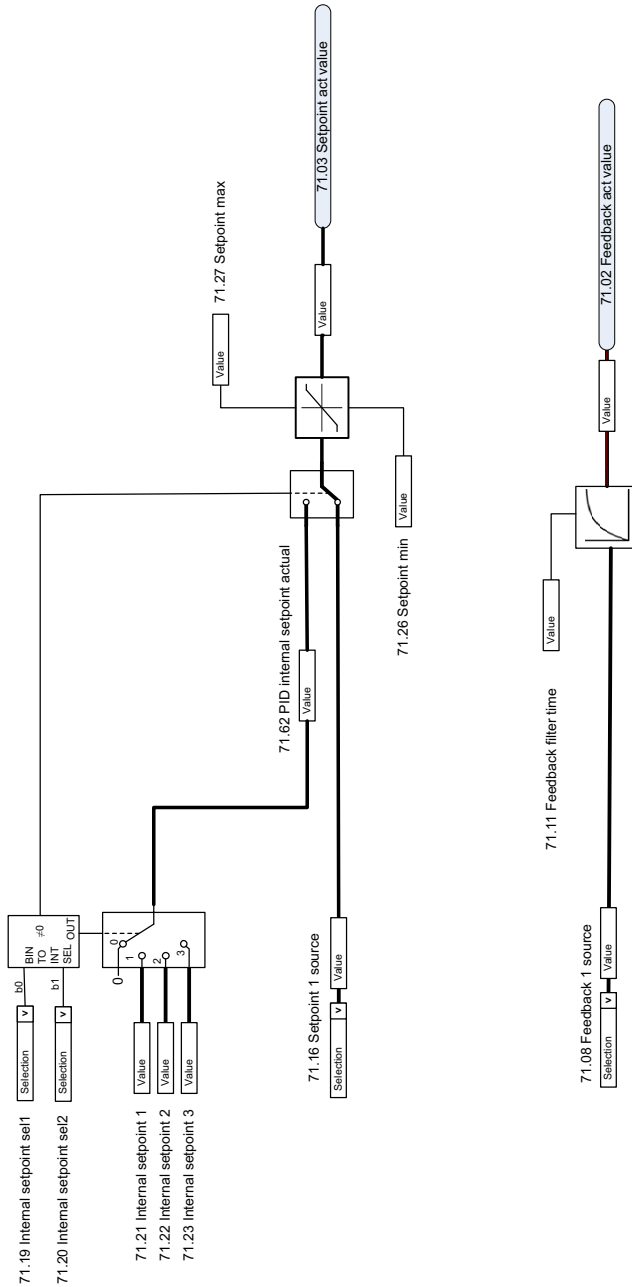 71.19 Internal setpoint sel1
Selection
v
b0
71.20 Internal setpoint sel2
Selection
v
b1
BIN
TO
INT
SEL
≠0
OUT
71.21 Internal setpoint 1
Value
71.22 Internal setpoint 2
Value
71.23 Internal setpoint 3
Value
0
0
1
2
3
71.62 PID internal setpoint actual
Value
71.16 Setpoint 1 source
Selection
v
Value
71.27 Setpoint max
Value
71.26 Setpoint min
Value
Value
71.03 Setpoint act value
71.11 Feedback filter time
Value
71.08 Feedback 1 source
Selection
v
Value
Value
71.02 Feedback act value